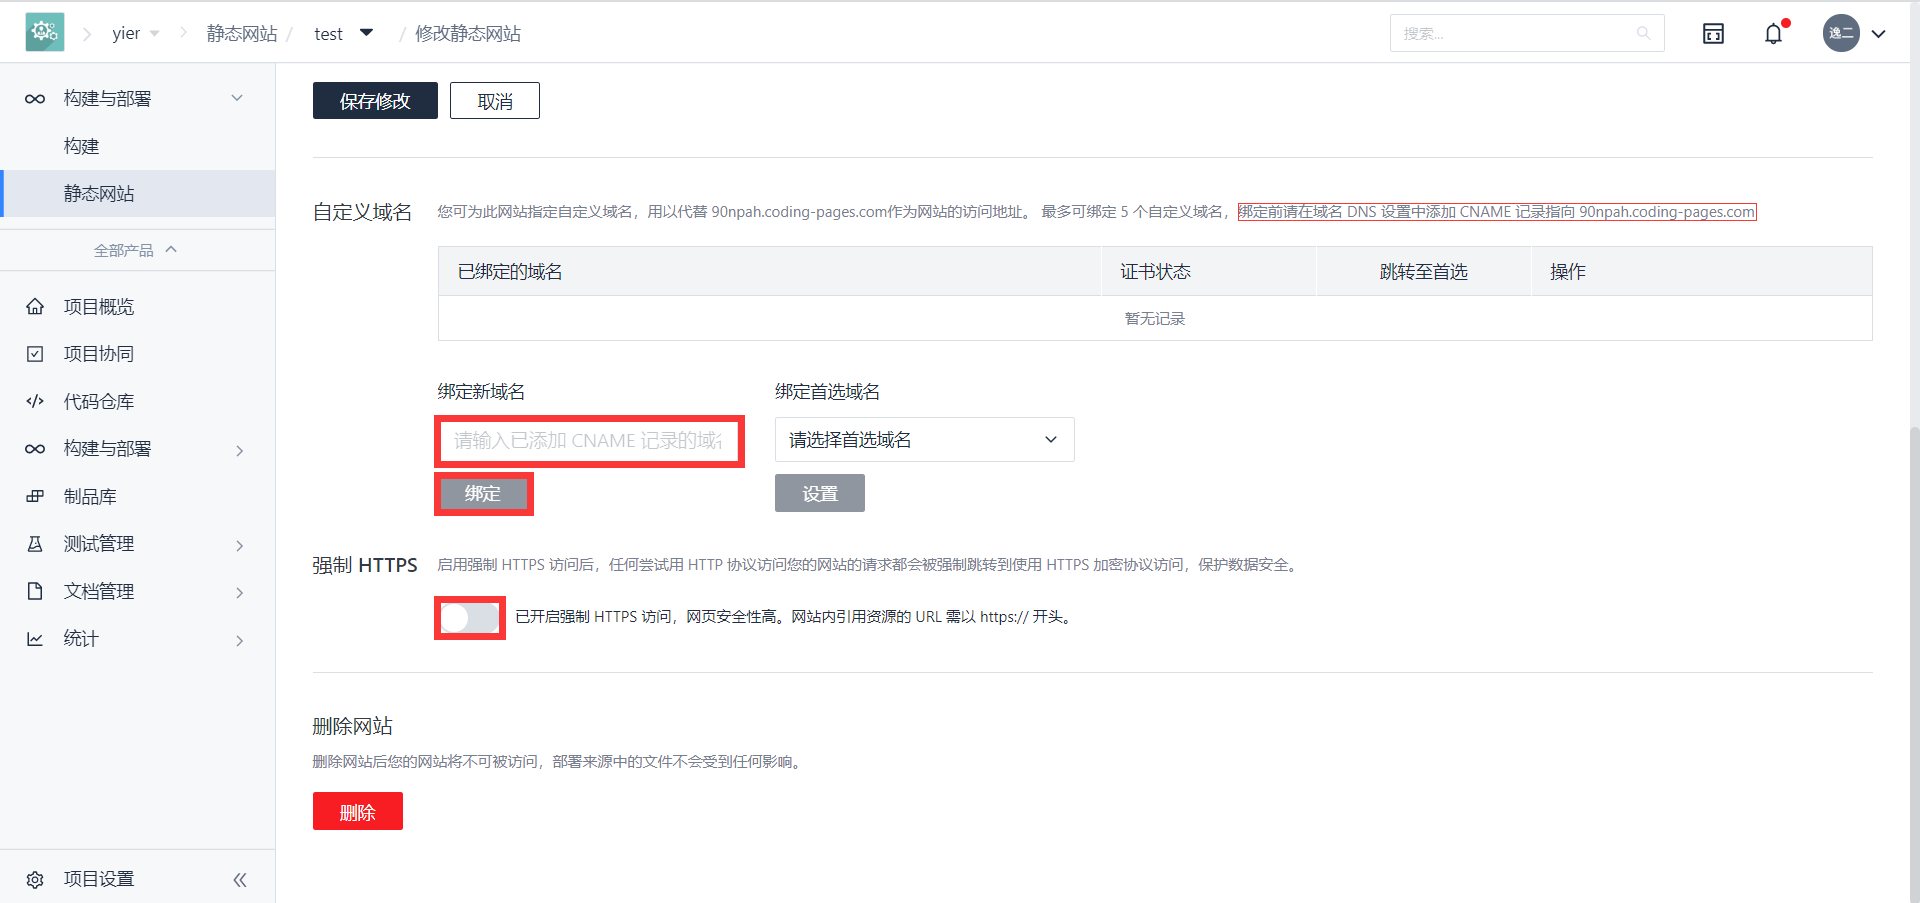 yier
静态网站 / test / 修改静态网站
搜索...
逸二
构建与部署
构建
静态网站
全部产品
项目概览
项目协同
代码仓库
构建与部署
制品库
测试管理
文档管理
统计
项目设置
保存修改 取消
自定义域名 您可为此网站指定自定义域名，用以代替 90npah.coding-pages.com作为网站的访问地址。 最多可绑定 5 个自定义域名，绑定前请在域名 DNS 设置中添加 CNAME 记录指向 90npah.coding-pages.com
已绑定的域名 证书状态 跳转至首选 操作
暂无记录
绑定新域名 绑定首选域名
请输入已添加 CNAME 记录的域 请选择首选域名
绑定 设置
强制 HTTPS 启用强制 HTTPS 访问后，任何尝试用 HTTP 协议访问您的网站的请求都会被强制跳转到使用 HTTPS 加密协议访问，保护数据安全。
已开启强制 HTTPS 访问，网页安全性高。网站内引用资源的 URL 需以 https:// 开头。
删除网站
删除网站后您的网站将不可被访问，部署来源中的文件不会受到任何影响。
删除